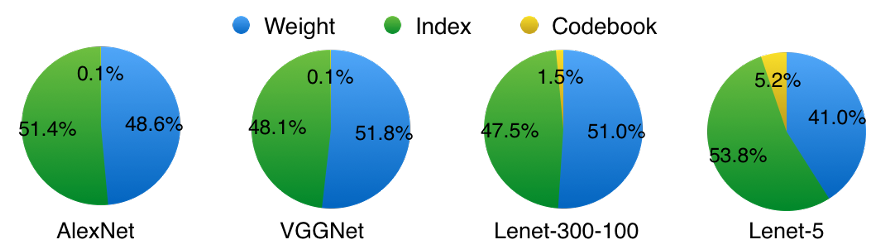 Weight Index Codebook
0.1% 0.1% 1.5% 5.2%
51.4% 48.6% 48.1% 51.8% 47.5% 51.0% 53.8% 41.0%
AlexNet VGGNet Lenet-300-100 Lenet-5